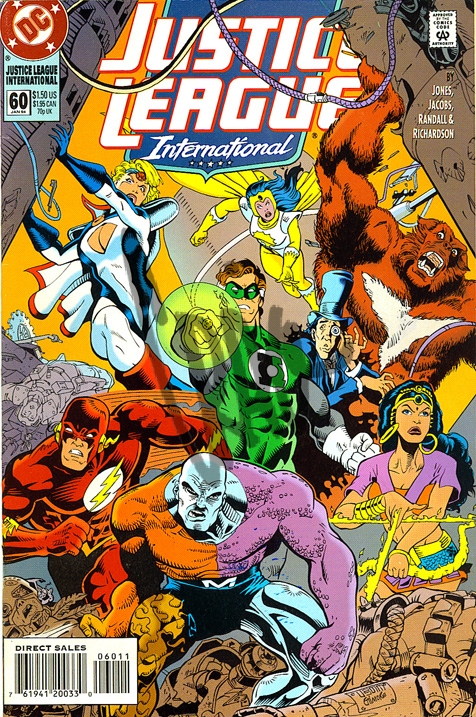 DC
JUSTICE LEAGUE
INTERNATIONAL
60
JAN 94
$1.50 US
$1.95 CAN
70p UK
JUSTICE
LEAGUE
International
APPROVED
BY THE
COMICS
CODE
AUTHORITY
BY
JONES,
JACOBS,
RANDALL &
RICHARDSON
DIRECT SALES
06011
7 61941 20033 0